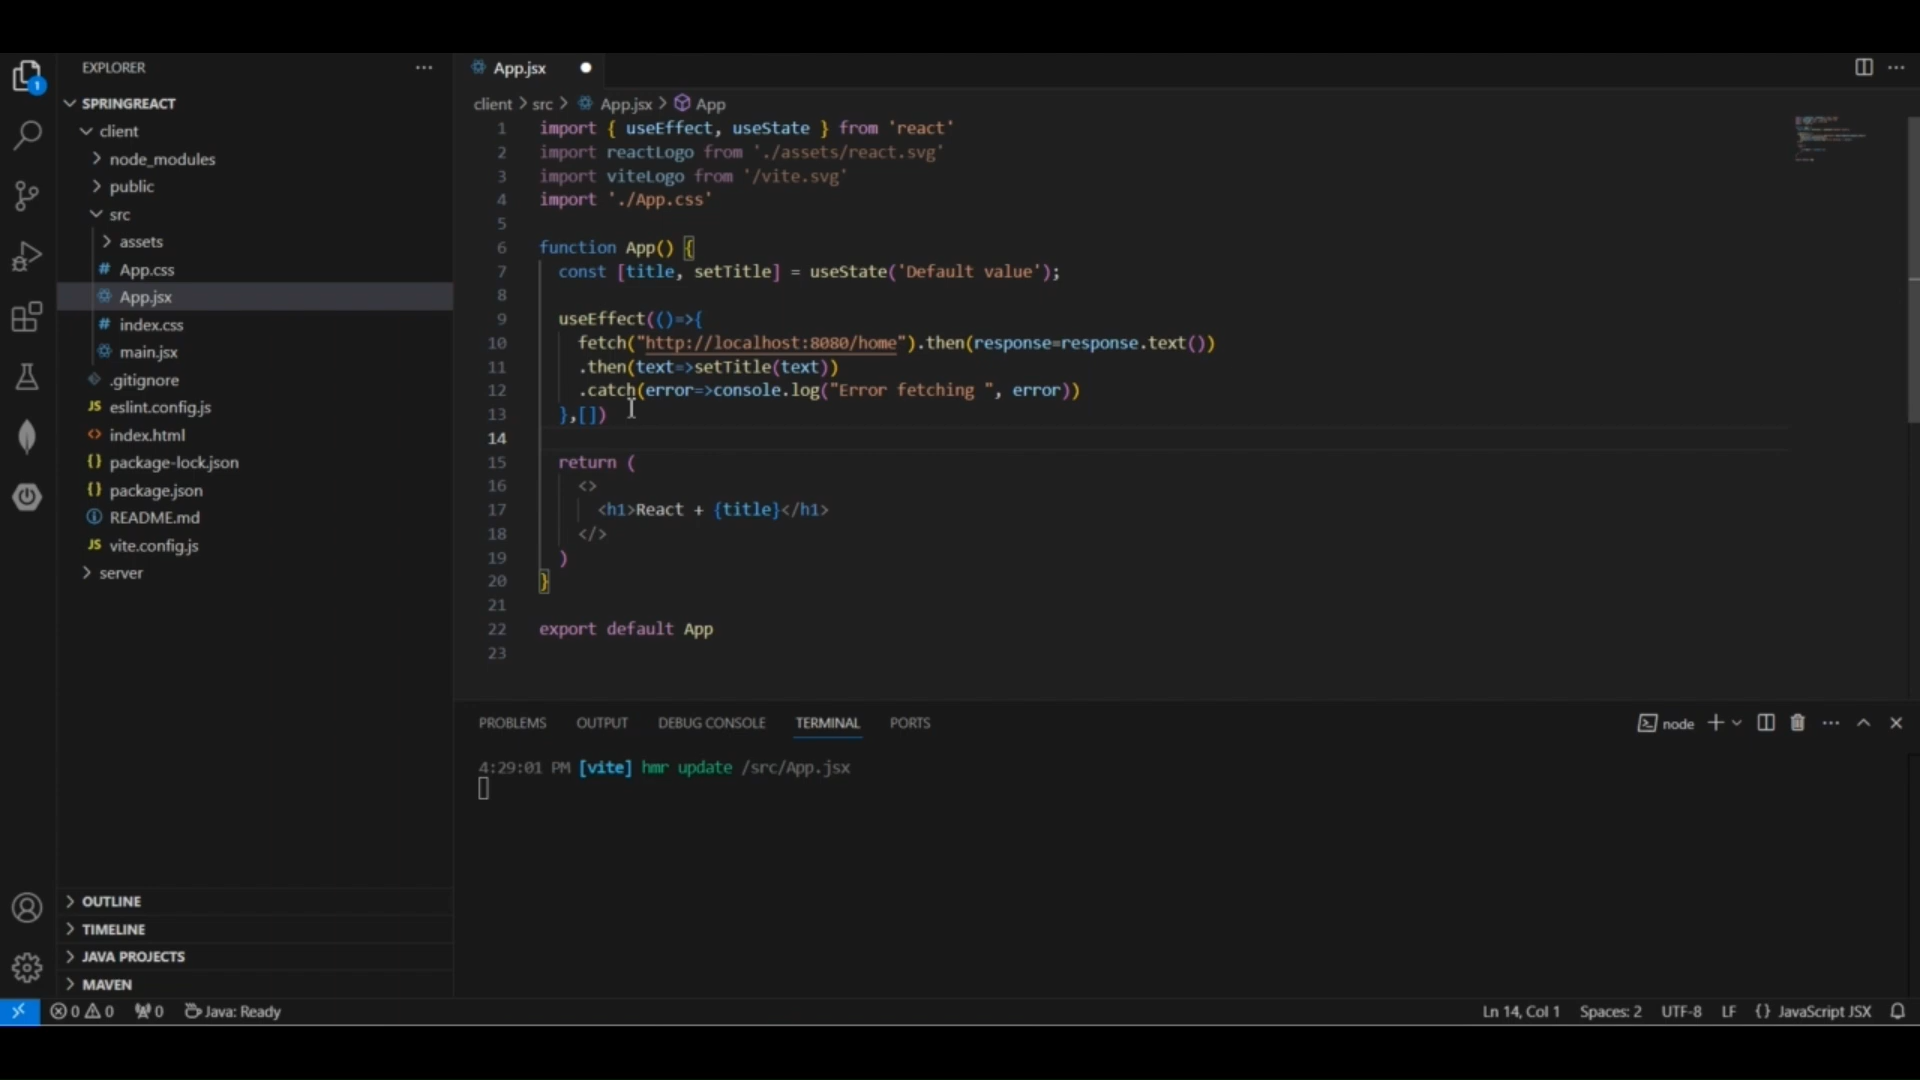 EXPLORER
SPRINGREACT
client
node_modules
public
src
assets
# App.css
App.jsx
# index.css
main.jsx
.gitignore
JS eslint.config.js
<> index.html
{} package-lock.json
{} package.json
README.md
JS vite.config.js
server
OUTLINE
TIMELINE
JAVA PROJECTS
MAVEN
1
App.jsx
client > src > App.jsx > App
1 import { useEffect, useState } from 'react'
2 import reactLogo from './assets/react.svg'
3 import viteLogo from '/vite.svg'
4 import './App.css'
5
6 function App() {
7 const [title, setTitle] = useState('Default value');
8
9 useEffect(()=>{
10 fetch("http://localhost:8080/home").then(response=response.text())
11 .then(text=>setTitle(text))
12 .catch(error=>console.log("Error fetching ", error))
13 },[])
14
15 return (
16 <>
17 <h1>React + {title}</h1>
18 </>
19 )
20 }
21
22 export default App
23
PROBLEMS OUTPUT DEBUG CONSOLE TERMINAL PORTS
node
4:29:01 PM [vite] hmr update /src/App.jsx
0 0 0 Java: Ready
Ln 14, Col 1 Spaces: 2 UTF-8 LF {} JavaScript JSX